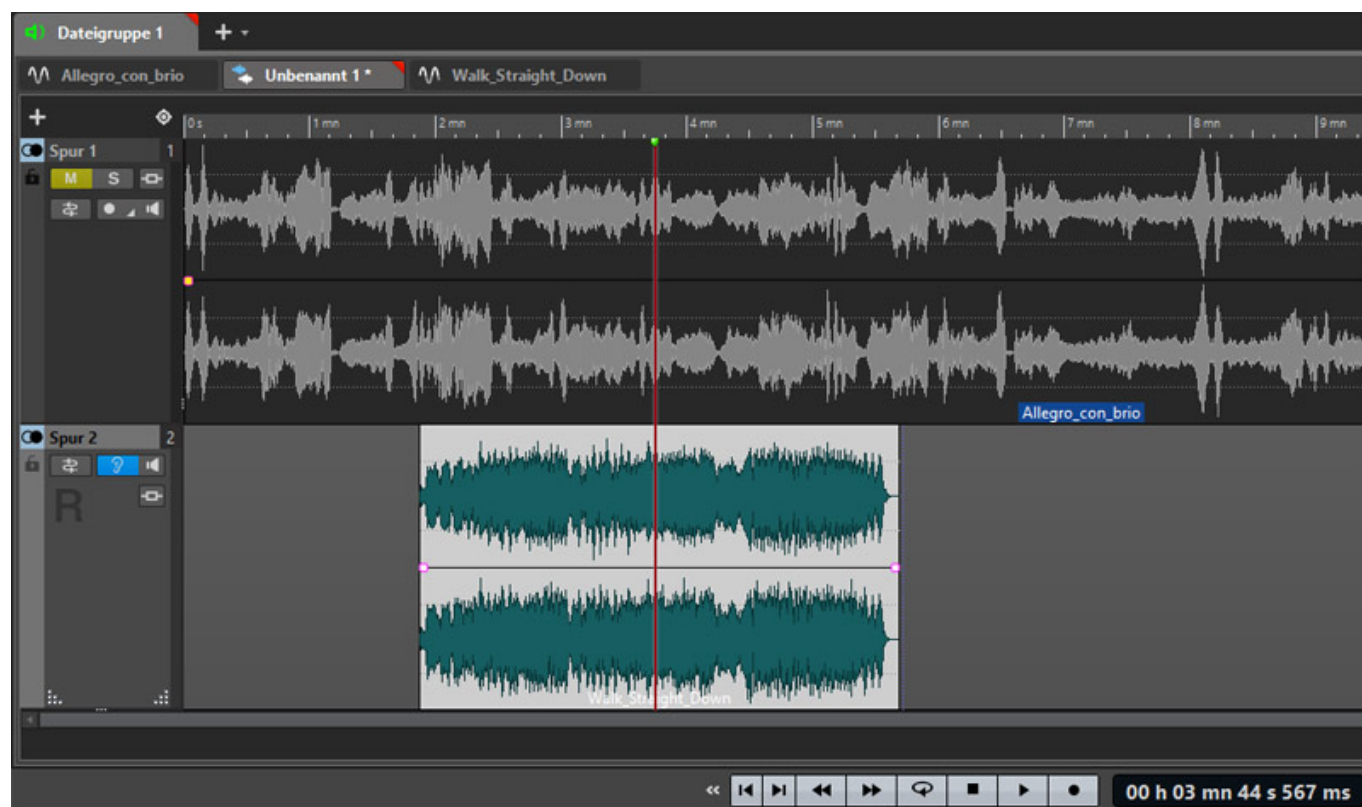 Dateigruppe 1
Allegro_con_brio Unbenannt 1 * Walk_Straight_Down
0 s 1 mn 2 mn 3 mn 4 mn 5 mn 6 mn 7 mn 8 mn 9 mn
Spur 1 1
M S
Allegro_con_brio
Spur 2 2
R
Walk_Straight_Down
00 h 03 mn 44 s 567 ms